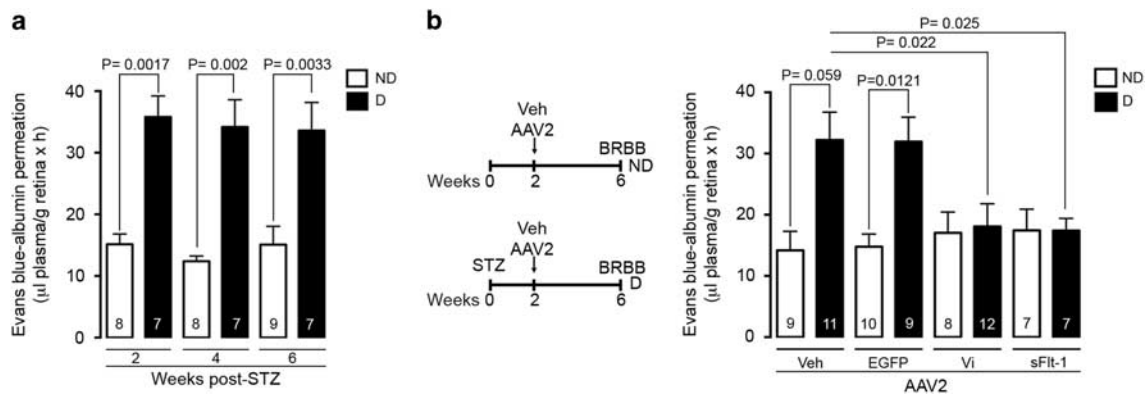 a
P= 0.0017 P= 0.002 P= 0.0033
ND
D
Evans blue-albumin permeation
(µl plasma/g retina x h)
40
30
20
10
0
8 7 8 7 9 7
2 4 6
Weeks post-STZ
b
Veh
AAV2
BRBB
ND
Weeks 0 2 6
Veh
AAV2
STZ
BRBB
D
Weeks 0 2 6
P= 0.025
P= 0.022
P= 0.059 P=0.0121
ND
D
Evans blue-albumin permeation
(µl plasma/g retina x h)
40
30
20
10
0
9 11 10 9 8 12 7 7
Veh EGFP Vi sFlt-1
AAV2